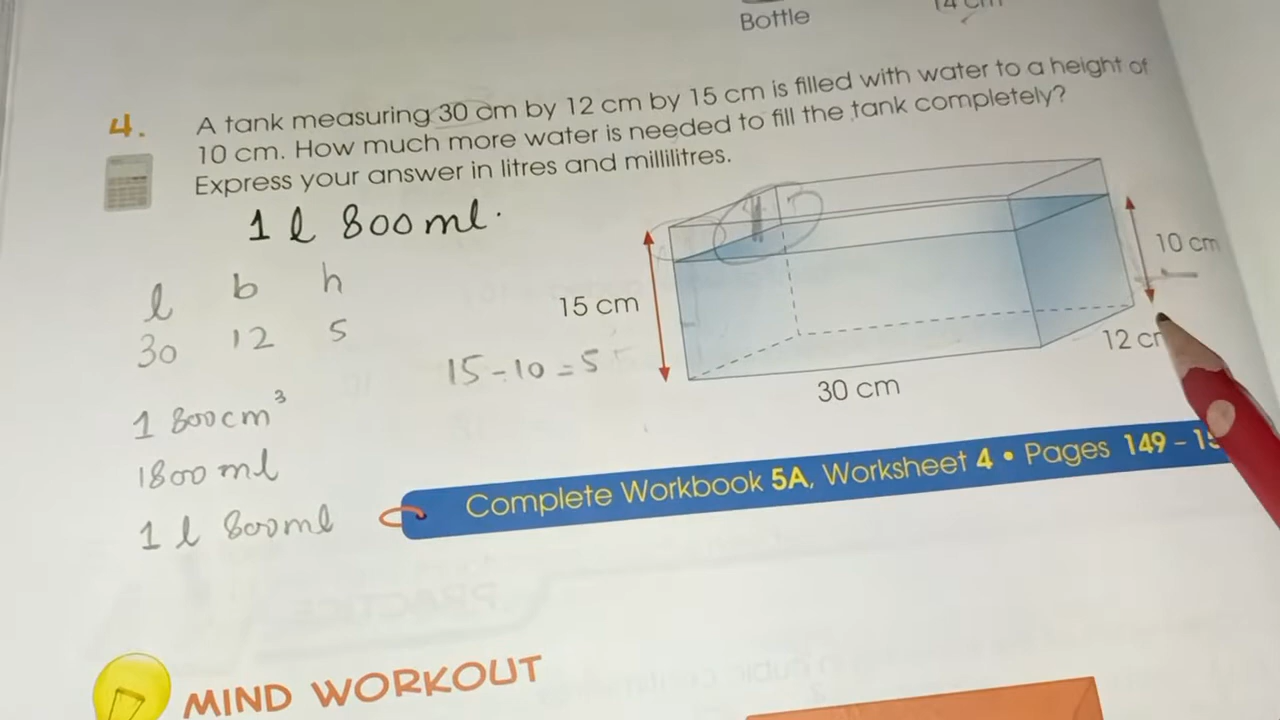 Bottle
14 cm
4.
A tank measuring 30 cm by 12 cm by 15 cm is filled with water to a height of
10 cm. How much more water is needed to fill the tank completely?
Express your answer in litres and millilitres.
1 l 800 ml.
l b h
30 12 5
15 - 10 = 5
1 800 cm³
1800 ml
1 l 800 ml
15 cm
10 cm
12 cm
30 cm
Complete Workbook 5A, Worksheet 4 • Pages 149 – 15
MIND WORKOUT